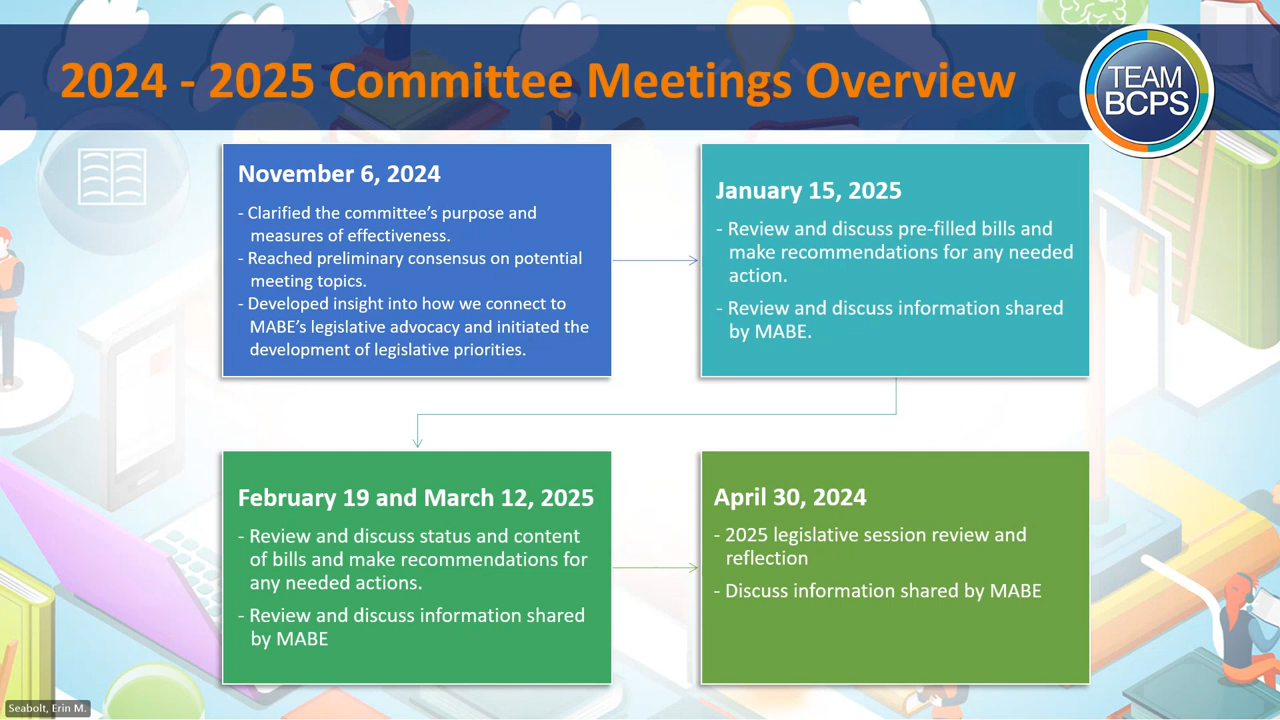 2024 - 2025 Committee Meetings Overview
TEAM
BCPS
November 6, 2024
- Clarified the committee’s purpose and
measures of effectiveness.
- Reached preliminary consensus on potential
meeting topics.
- Developed insight into how we connect to
MABE’s legislative advocacy and initiated the
development of legislative priorities.
January 15, 2025
- Review and discuss pre-filled bills and
make recommendations for any needed
action.
- Review and discuss information shared
by MABE.
February 19 and March 12, 2025
- Review and discuss status and content
of bills and make recommendations for
any needed actions.
- Review and discuss information shared
by MABE
April 30, 2024
- 2025 legislative session review and
reflection
- Discuss information shared by MABE
Seabolt, Erin M.